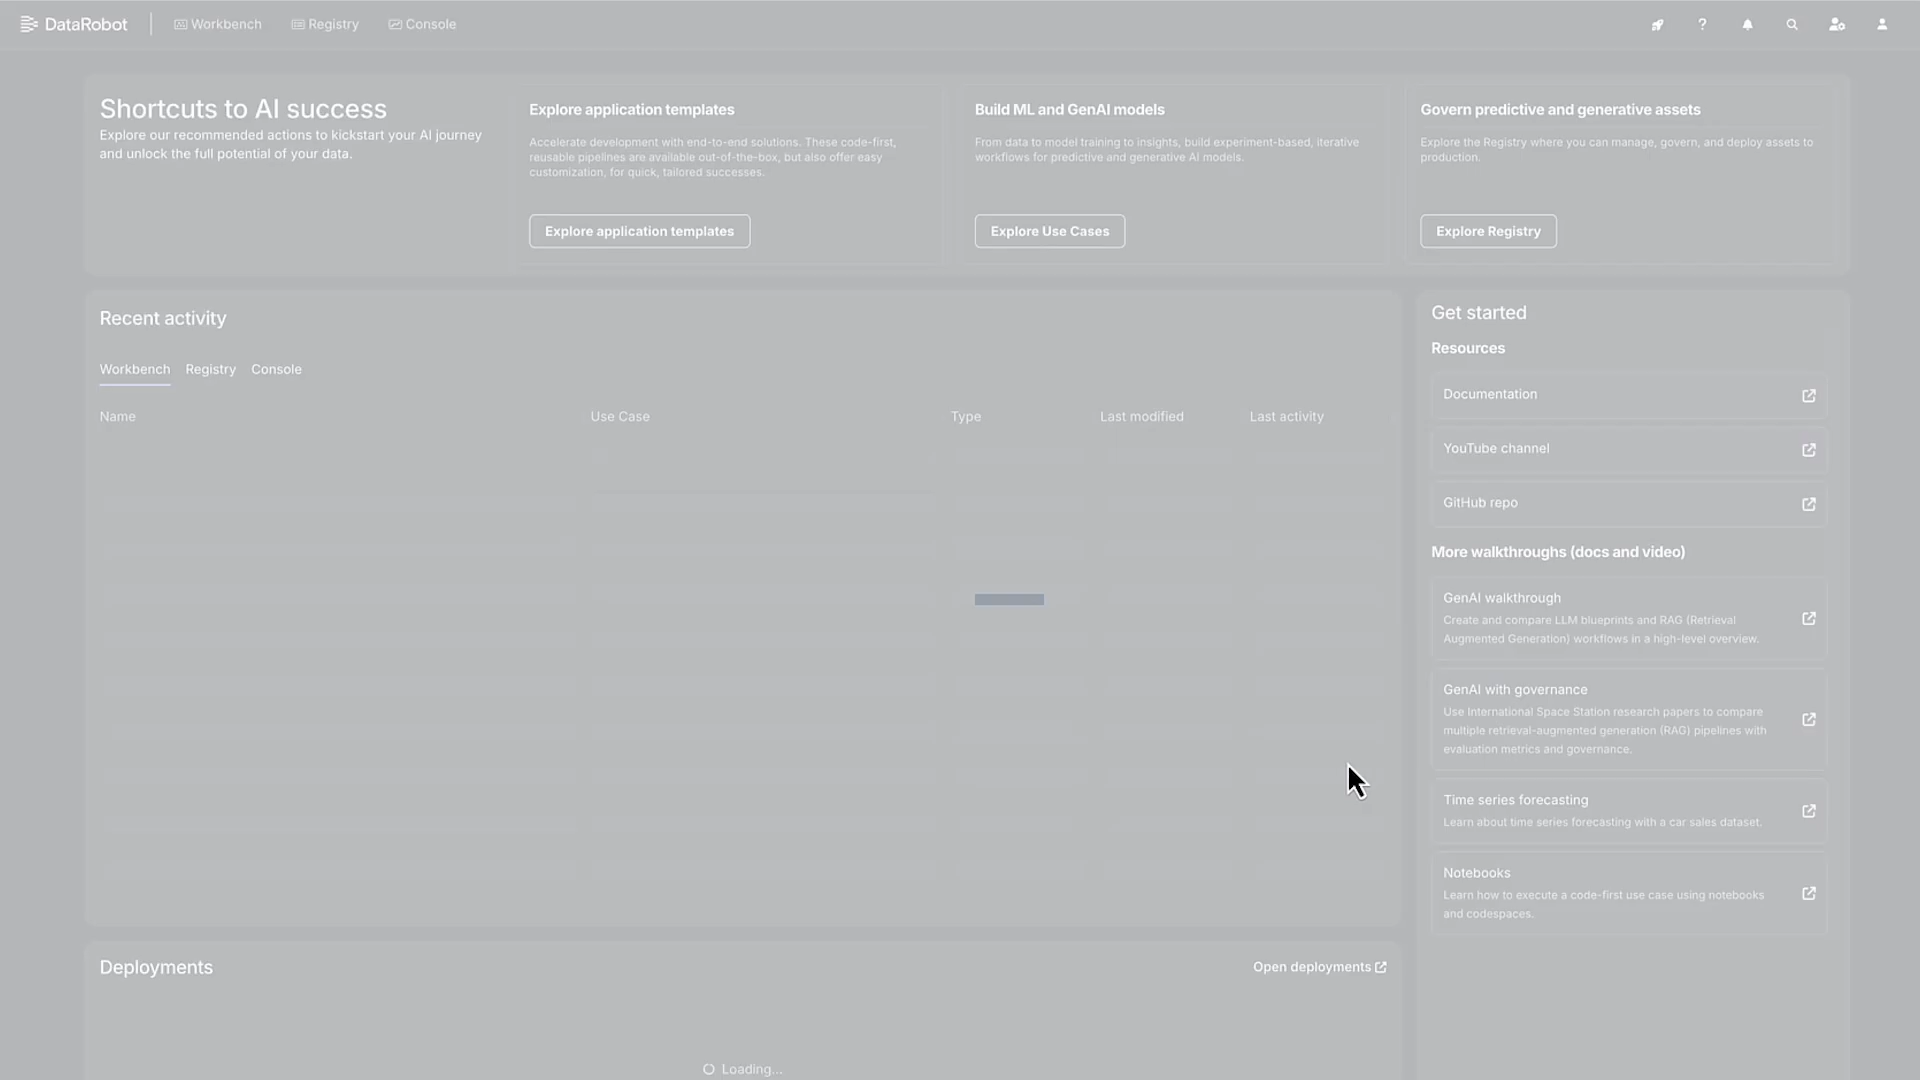 DataRobot
Workbench
Registry
Console
Shortcuts to AI success
Explore our recommended actions to kickstart your AI journey
and unlock the full potential of your data.
Explore application templates
Accelerate development with end-to-end solutions. These code-first,
reusable pipelines are available out-of-the-box, but also offer easy
customization, for quick, tailored successes.
Explore application templates
Build ML and GenAI models
From data to model training to insights, build experiment-based, iterative
workflows for predictive and generative AI models.
Explore Use Cases
Govern predictive and generative assets
Explore the Registry where you can manage, govern, and deploy assets to
production.
Explore Registry
Recent activity
Workbench
Registry
Console
Name
Use Case
Type
Last modified
Last activity
Get started
Resources
Documentation
YouTube channel
GitHub repo
More walkthroughs (docs and video)
GenAI walkthrough
Create and compare LLM blueprints and RAG (Retrieval
Augmented Generation) workflows in a high-level overview.
GenAI with governance
Use International Space Station research papers to compare
multiple retrieval-augmented generation (RAG) pipelines with
evaluation metrics and governance.
Time series forecasting
Learn about time series forecasting with a car sales dataset.
Notebooks
Learn how to execute a code-first use case using notebooks
and codespaces.
Deployments
Open deployments
Loading...